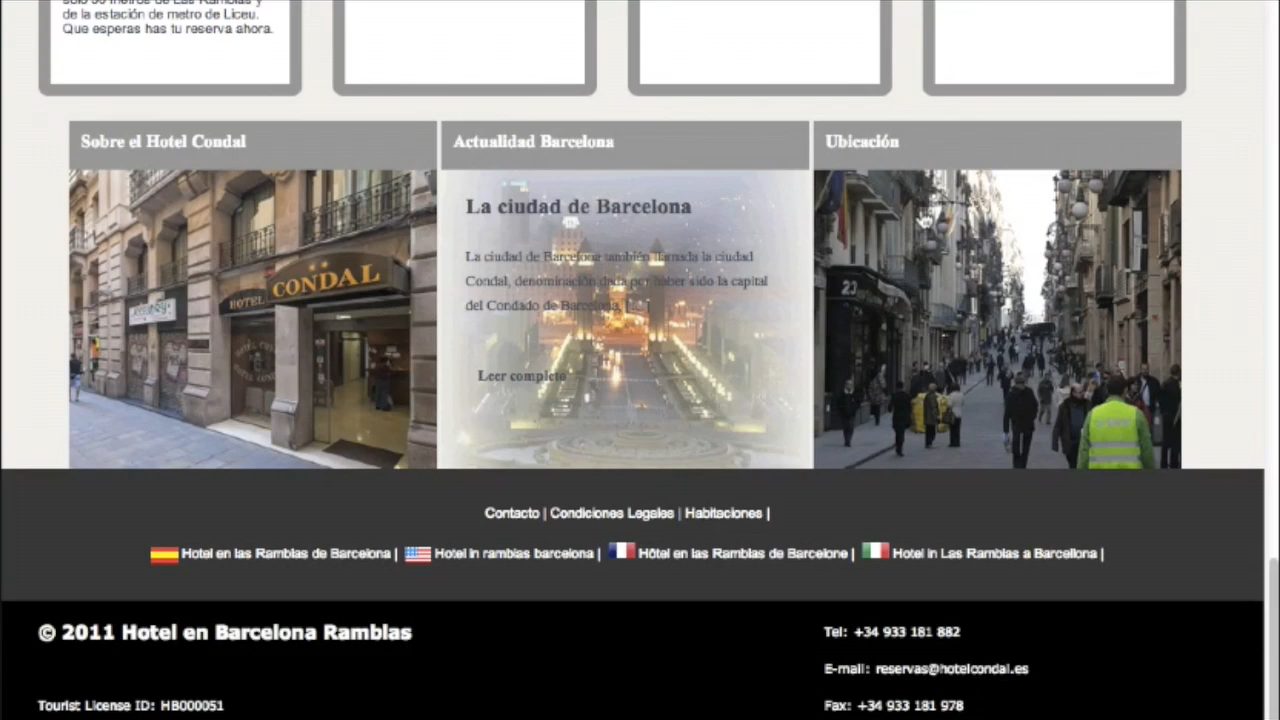 de la estación de metro de Liceu.
Que esperas has tu reserva ahora.
Sobre el Hotel Condal
Actualidad Barcelona
Ubicación
HOTEL CONDAL
La ciudad de Barcelona
La ciudad de Barcelona también llamada la ciudad
Condal, denominación dada por haber sido la capital
del Condado de Barcelona,
Leer completo
23
Contacto | Condiciones Legales | Habitaciones |
Hotel en las Ramblas de Barcelona | Hotel in ramblas barcelona | Hôtel en las Ramblas de Barcelone | Hotel in Las Ramblas a Barcellona |
© 2011 Hotel en Barcelona Ramblas
Tel: +34 933 181 882
E-mail: reservas@hotelcondal.es
Tourist License ID: HB000051
Fax: +34 933 181 978